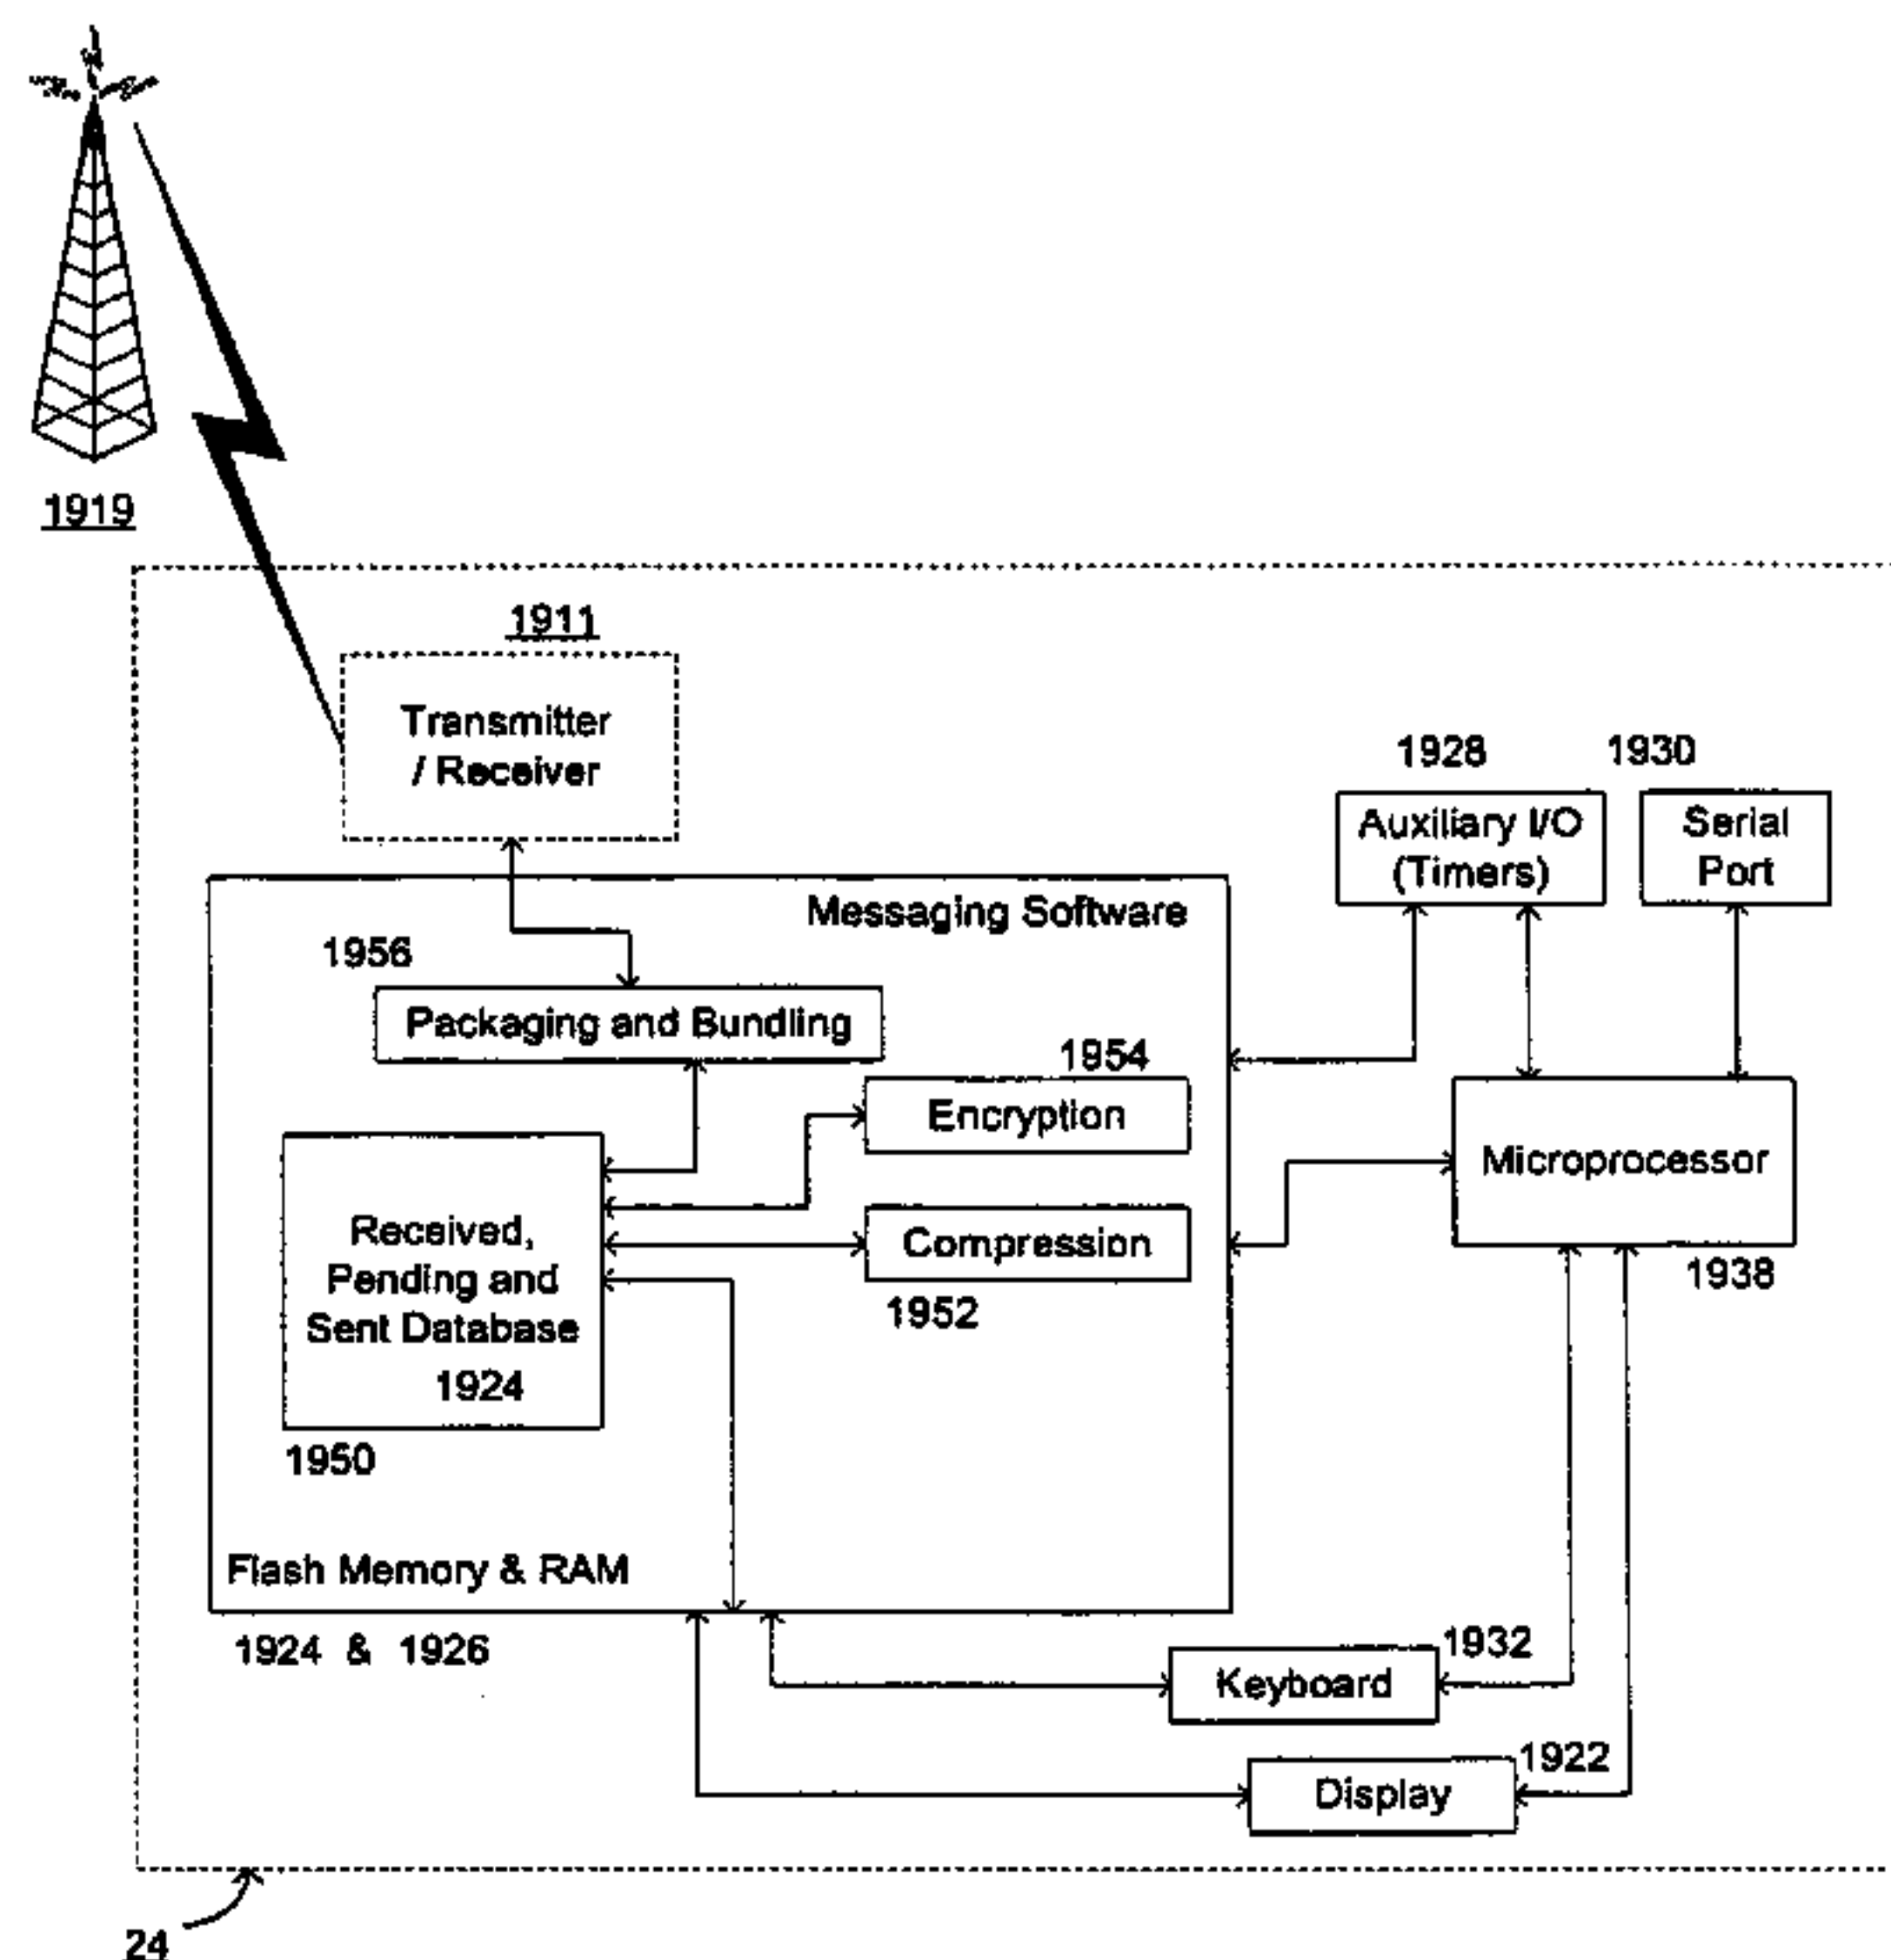 1919
1911
Transmitter
/ Receiver
1928
1930
Auxiliary I/O
(Timers)
Serial
Port
Messaging Software
1956
Packaging and Bundling
1954
Encryption
Microprocessor
1938
Received,
Pending and
Sent Database
1924
1950
Compression
1952
Flash Memory & RAM
1924 & 1926
1932
Keyboard
1922
Display
24